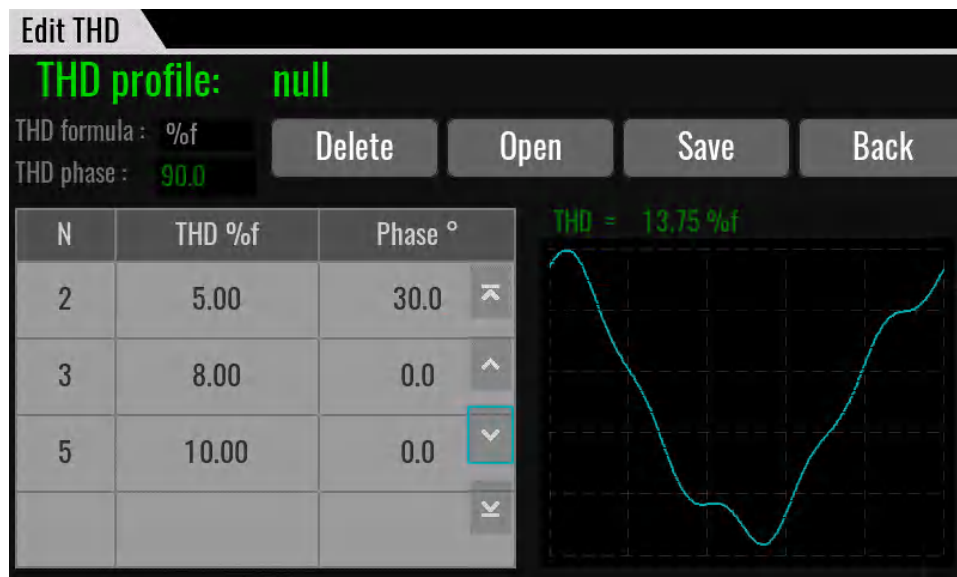 Edit THD
THD profile: null
THD formula : %f
THD phase : 90.0
Delete Open Save Back
N THD %f Phase °
2 5.00 30.0
3 8.00 0.0
5 10.00 0.0
THD = 13.75 %f